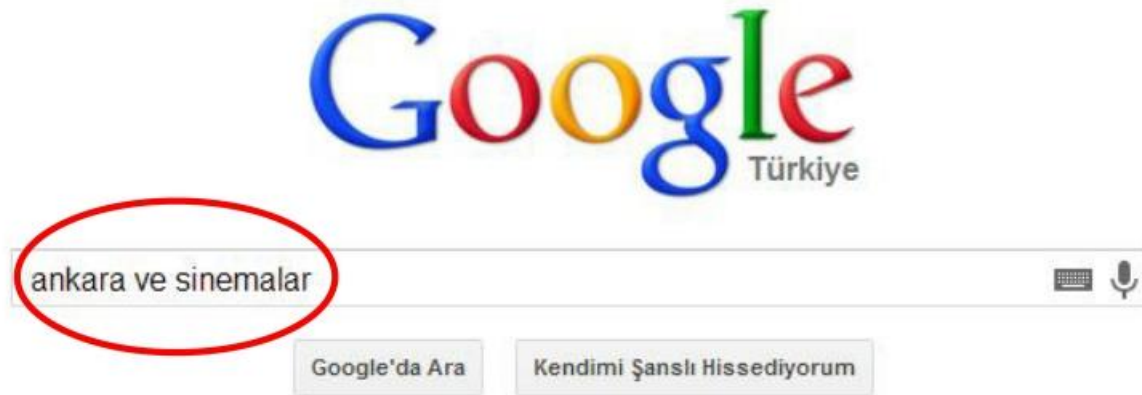 Google
Türkiye
ankara ve sinemalar
Google'da Ara
Kendimi Şanslı Hissediyorum